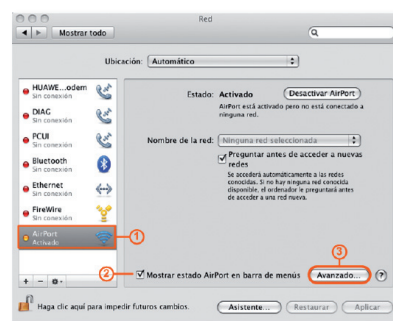 Red
Mostrar todo
Ubicación: Automático
HUAWE...odem
Sin conexión
DIAG
Sin conexión
PCUI
Sin conexión
Bluetooth
Sin conexión
Ethernet
Sin conexión
FireWire
Sin conexión
AirPort
Activado
Estado: Activado
Desactivar AirPort
AirPort está activado pero no está conectado a
ninguna red.
Nombre de la red: Ninguna red seleccionada
Preguntar antes de acceder a nuevas
redes
Se accederá automáticamente a las redes
conocidas. Si no hay ninguna red conocida
disponible, el ordenador le preguntará antes
de acceder a una red nueva.
1
2
3
Mostrar estado AirPort en barra de menús
Avanzado...
?
Haga clic aquí para impedir futuros cambios.
Asistente...
Restaurar
Aplicar